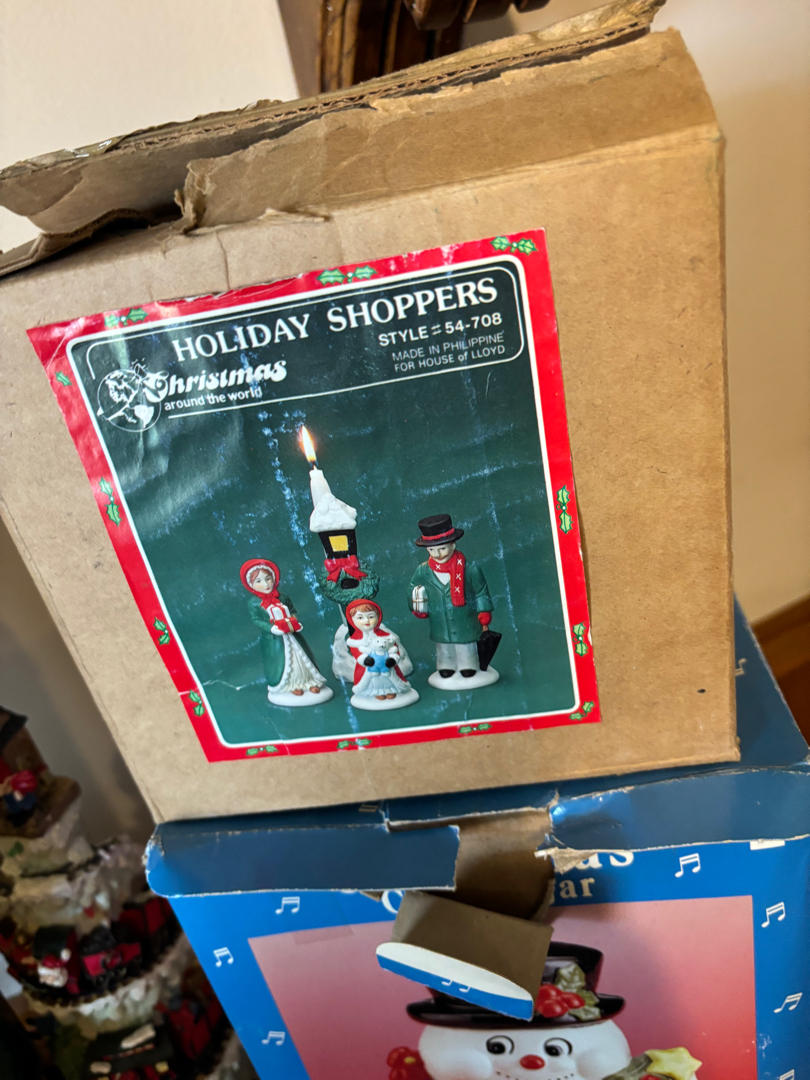 HOLIDAY SHOPPERS
STYLE # 54-708
MADE IN PHILIPPINE
FOR HOUSE of LLOYD
Christmas
around the world